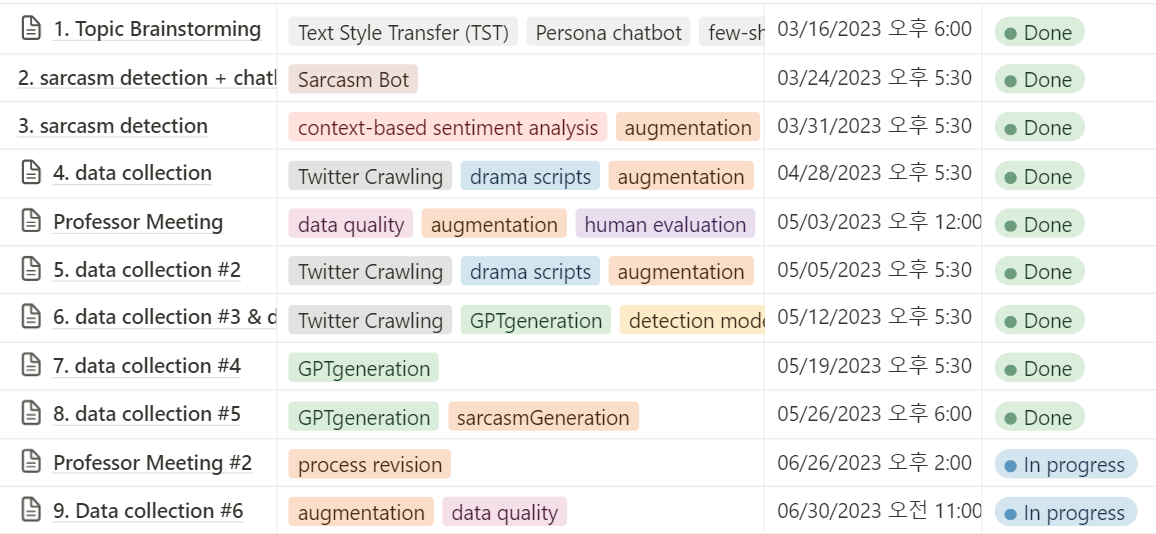 1. Topic Brainstorming Text Style Transfer (TST) Persona chatbot few-sh 03/16/2023 오후 6:00 Done
2. sarcasm detection + chat Sarcasm Bot 03/24/2023 오후 5:30 Done
3. sarcasm detection context-based sentiment analysis augmentation 03/31/2023 오후 5:30 Done
4. data collection Twitter Crawling drama scripts augmentation 04/28/2023 오후 5:30 Done
Professor Meeting data quality augmentation human evaluation 05/03/2023 오후 12:00 Done
5. data collection #2 Twitter Crawling drama scripts augmentation 05/05/2023 오후 5:30 Done
6. data collection #3 & d Twitter Crawling GPTgeneration detection mode 05/12/2023 오후 5:30 Done
7. data collection #4 GPTgeneration 05/19/2023 오후 5:30 Done
8. data collection #5 GPTgeneration sarcasmGeneration 05/26/2023 오후 6:00 Done
Professor Meeting #2 process revision 06/26/2023 오후 2:00 In progress
9. Data collection #6 augmentation data quality 06/30/2023 오전 11:00 In progress